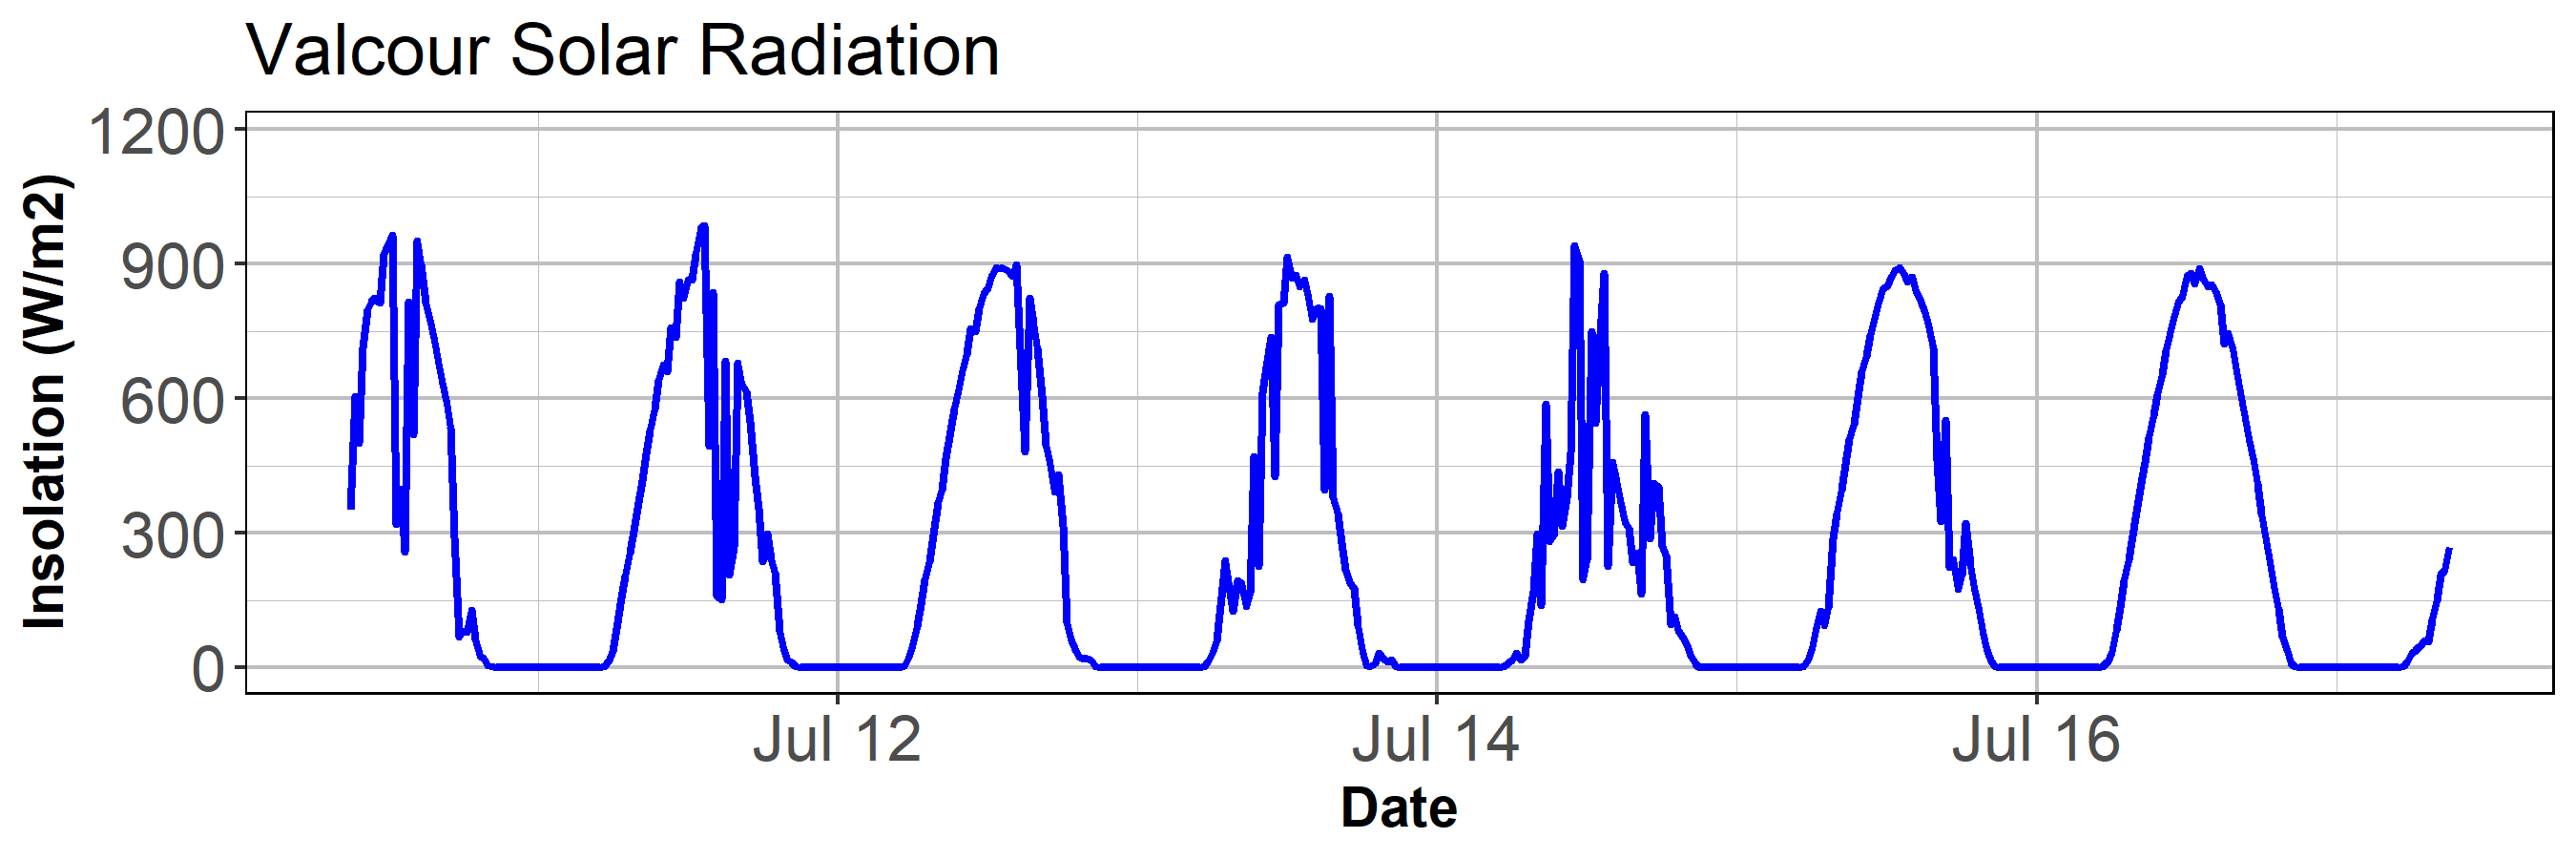 Valcour Solar Radiation
1200
900
600
300
0
Insolation (W/m2)
Jul 12
Jul 14
Jul 16
Date